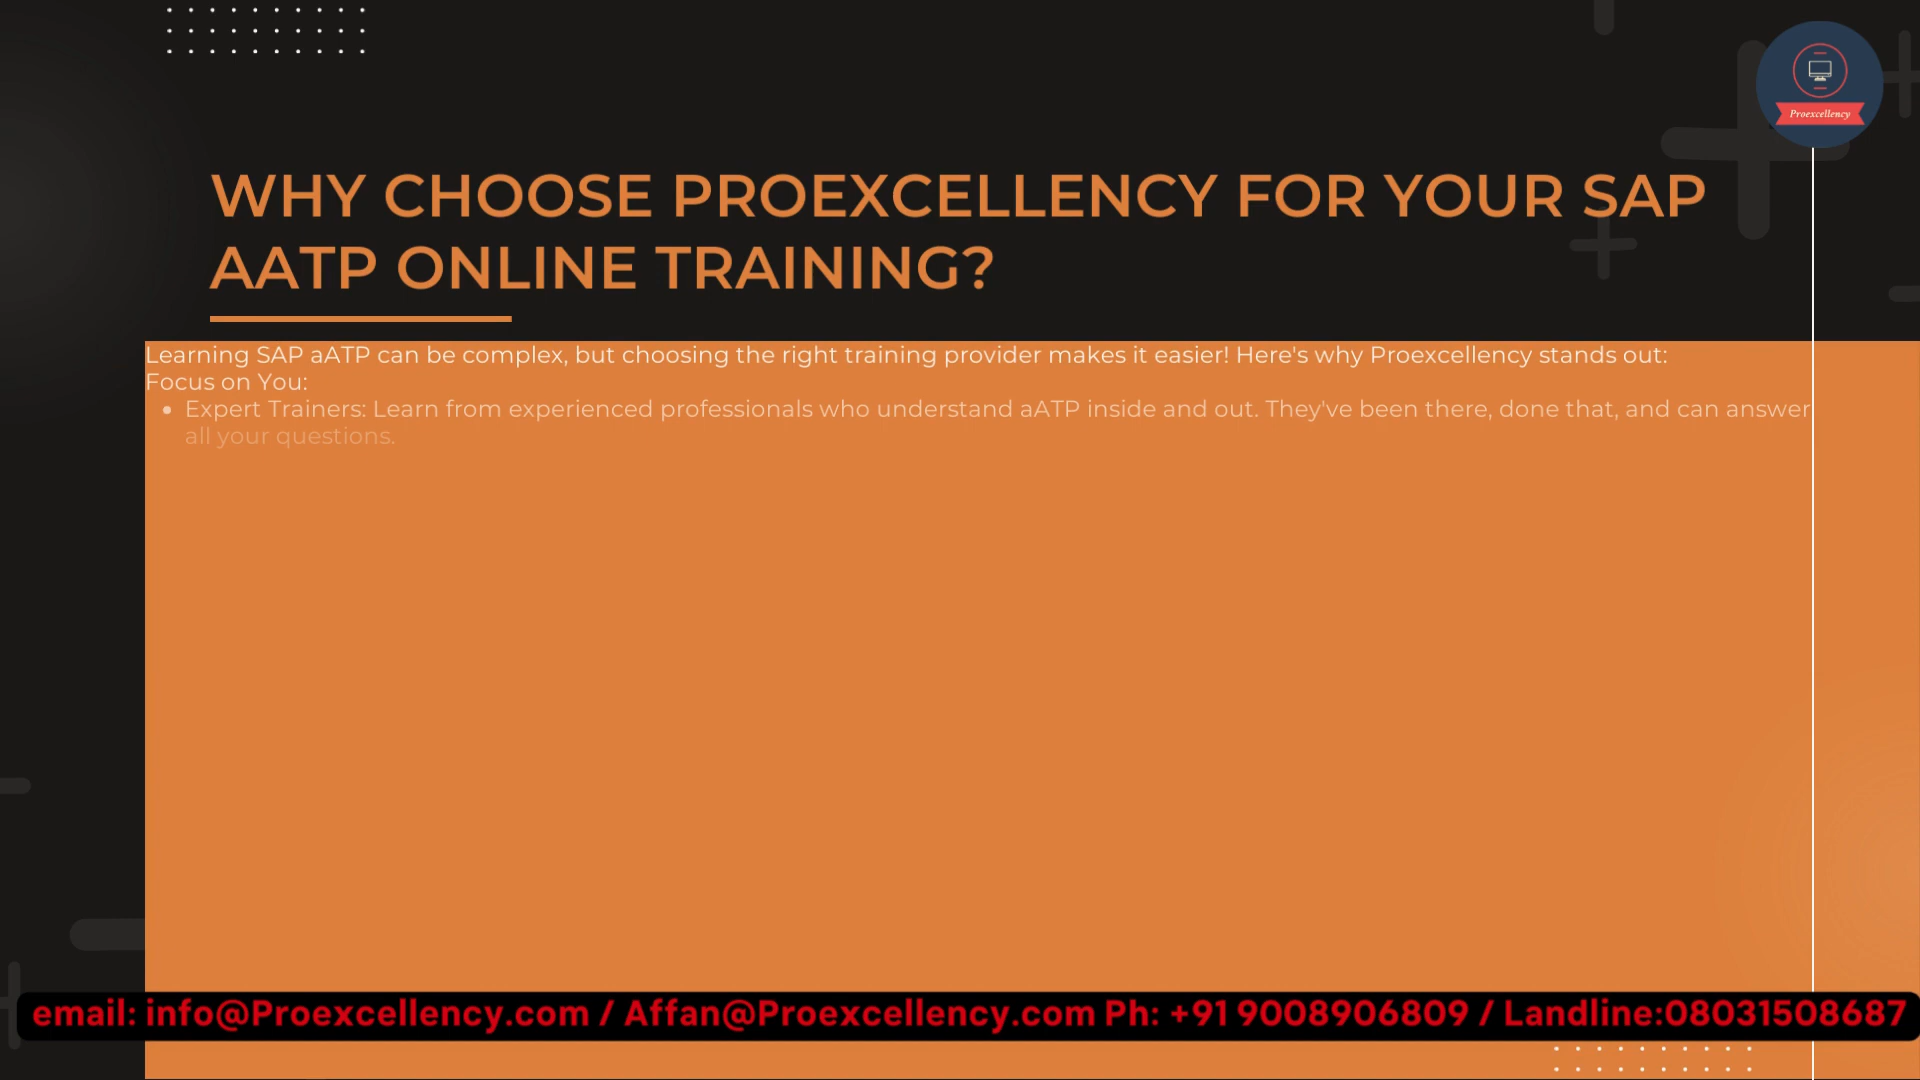 Proexcellency
WHY CHOOSE PROEXCELLENCY FOR YOUR SAP
AATP ONLINE TRAINING?
Learning SAP aATP can be complex, but choosing the right training provider makes it easier! Here's why Proexcellency stands out:
Focus on You:
• Expert Trainers: Learn from experienced professionals who understand aATP inside and out. They've been there, done that, and can answer
all your questions.
email: info@Proexcellency.com / Affan@Proexcellency.com Ph: +91 9008906809 / Landline:08031508687